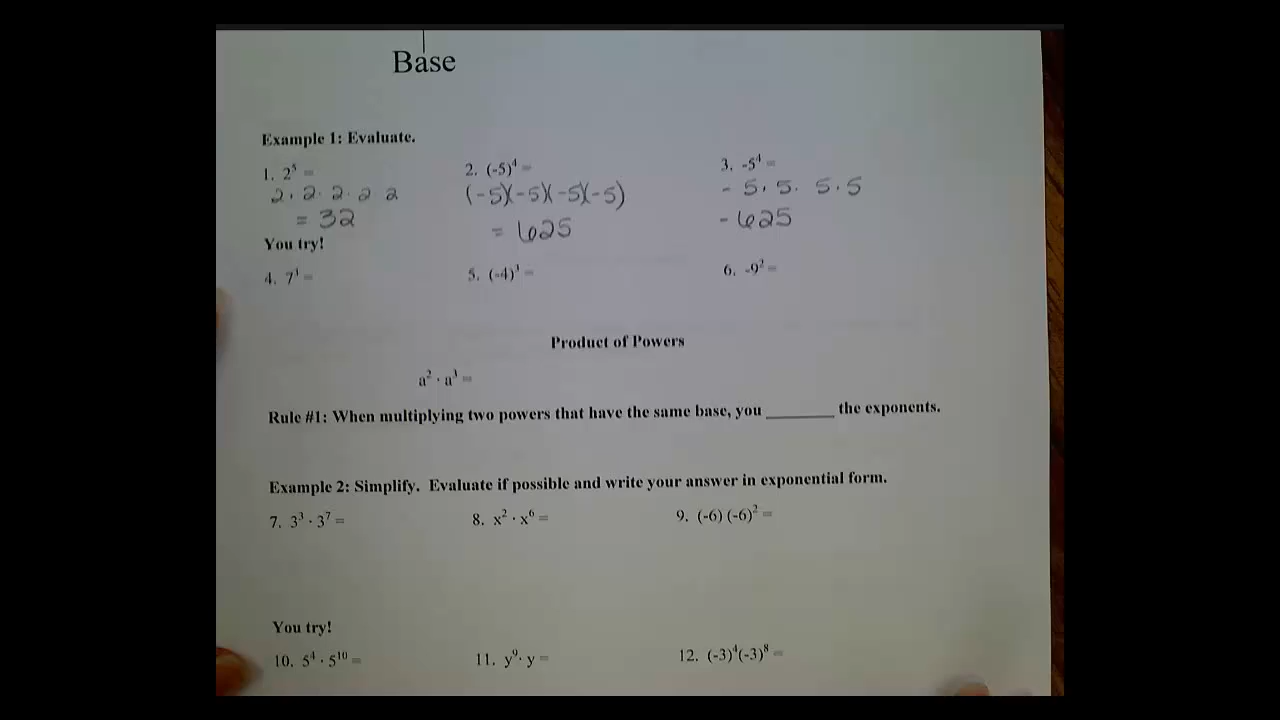 Base
Example 1: Evaluate.
1. 2⁵ = 2. (-5)⁴ = 3. -5⁴ =
2 · 2 · 2 · 2 2 (-5)(-5)(-5)(-5) - 5 · 5 · 5 · 5
= 32 = 625 - 625
You try!
4. 7¹ = 5. (-4)³ = 6. -9² =
Product of Powers
a² · a³ =
Rule #1: When multiplying two powers that have the same base, you ________ the exponents.
Example 2: Simplify. Evaluate if possible and write your answer in exponential form.
7. 3³ · 3⁷ = 8. x² · x⁶ = 9. (-6) (-6)² =
You try!
10. 5⁴ · 5¹⁰ = 11. y⁹ · y = 12. (-3)⁴(-3)⁸ =